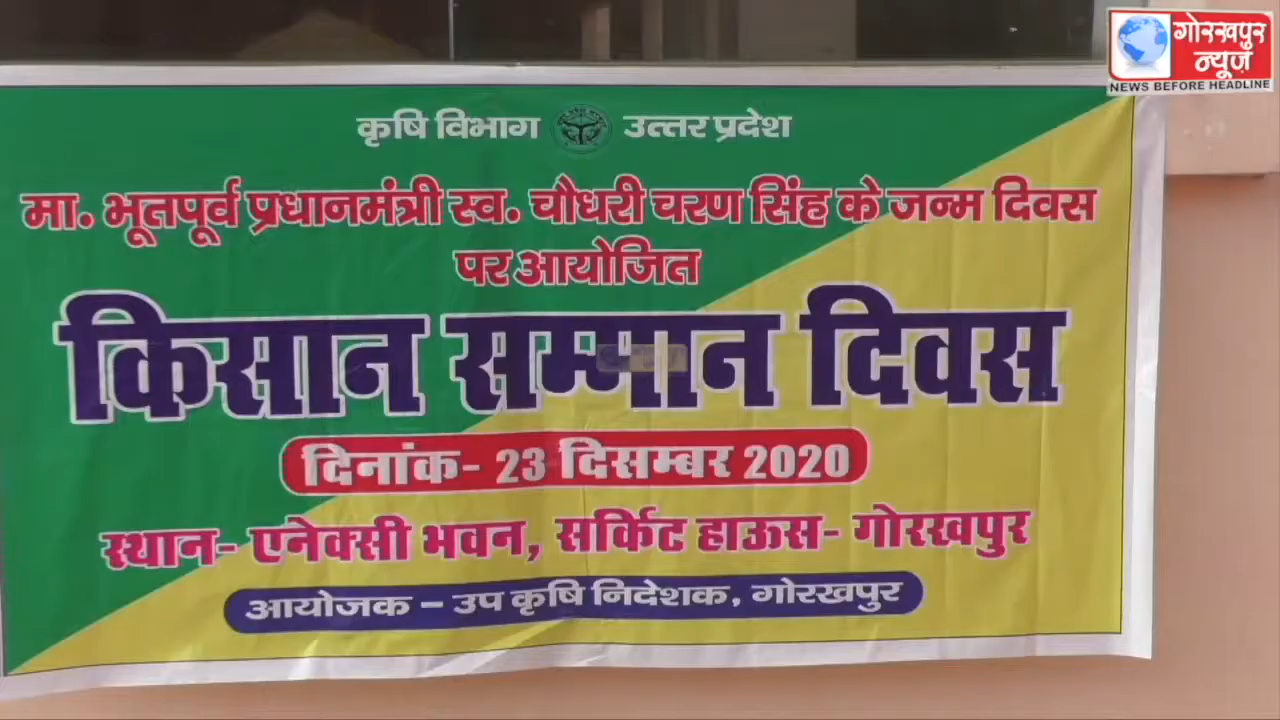 गोरखपुर
न्यूज़
NEWS BEFORE HEADLINE
कृषि विभाग उत्तर प्रदेश
मा. भूतपूर्व प्रधानमंत्री स्व. चौधरी चरण सिंह के जन्म दिवस
पर आयोजित
किसान सम्मान दिवस
दिनांक- 23 दिसम्बर 2020
स्थान- एनेक्सी भवन, सर्किट हाऊस- गोरखपुर
आयोजक – उप कृषि निदेशक, गोरखपुर